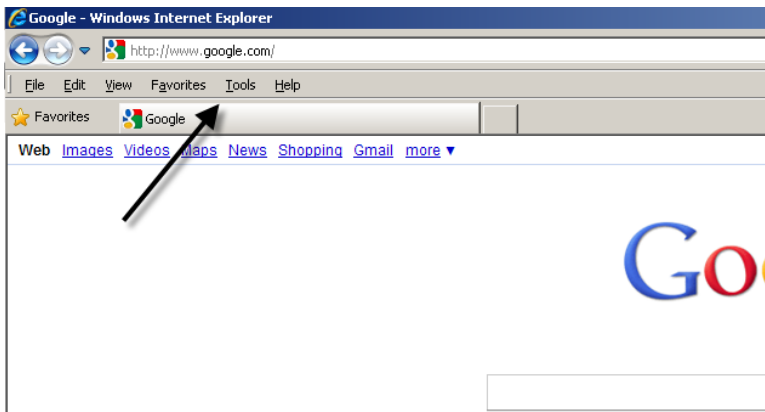 Google - Windows Internet Explorer
http://www.google.com/
File Edit View Favorites Tools Help
Favorites Google
Web Images Videos Maps News Shopping Gmail more ▼
Go